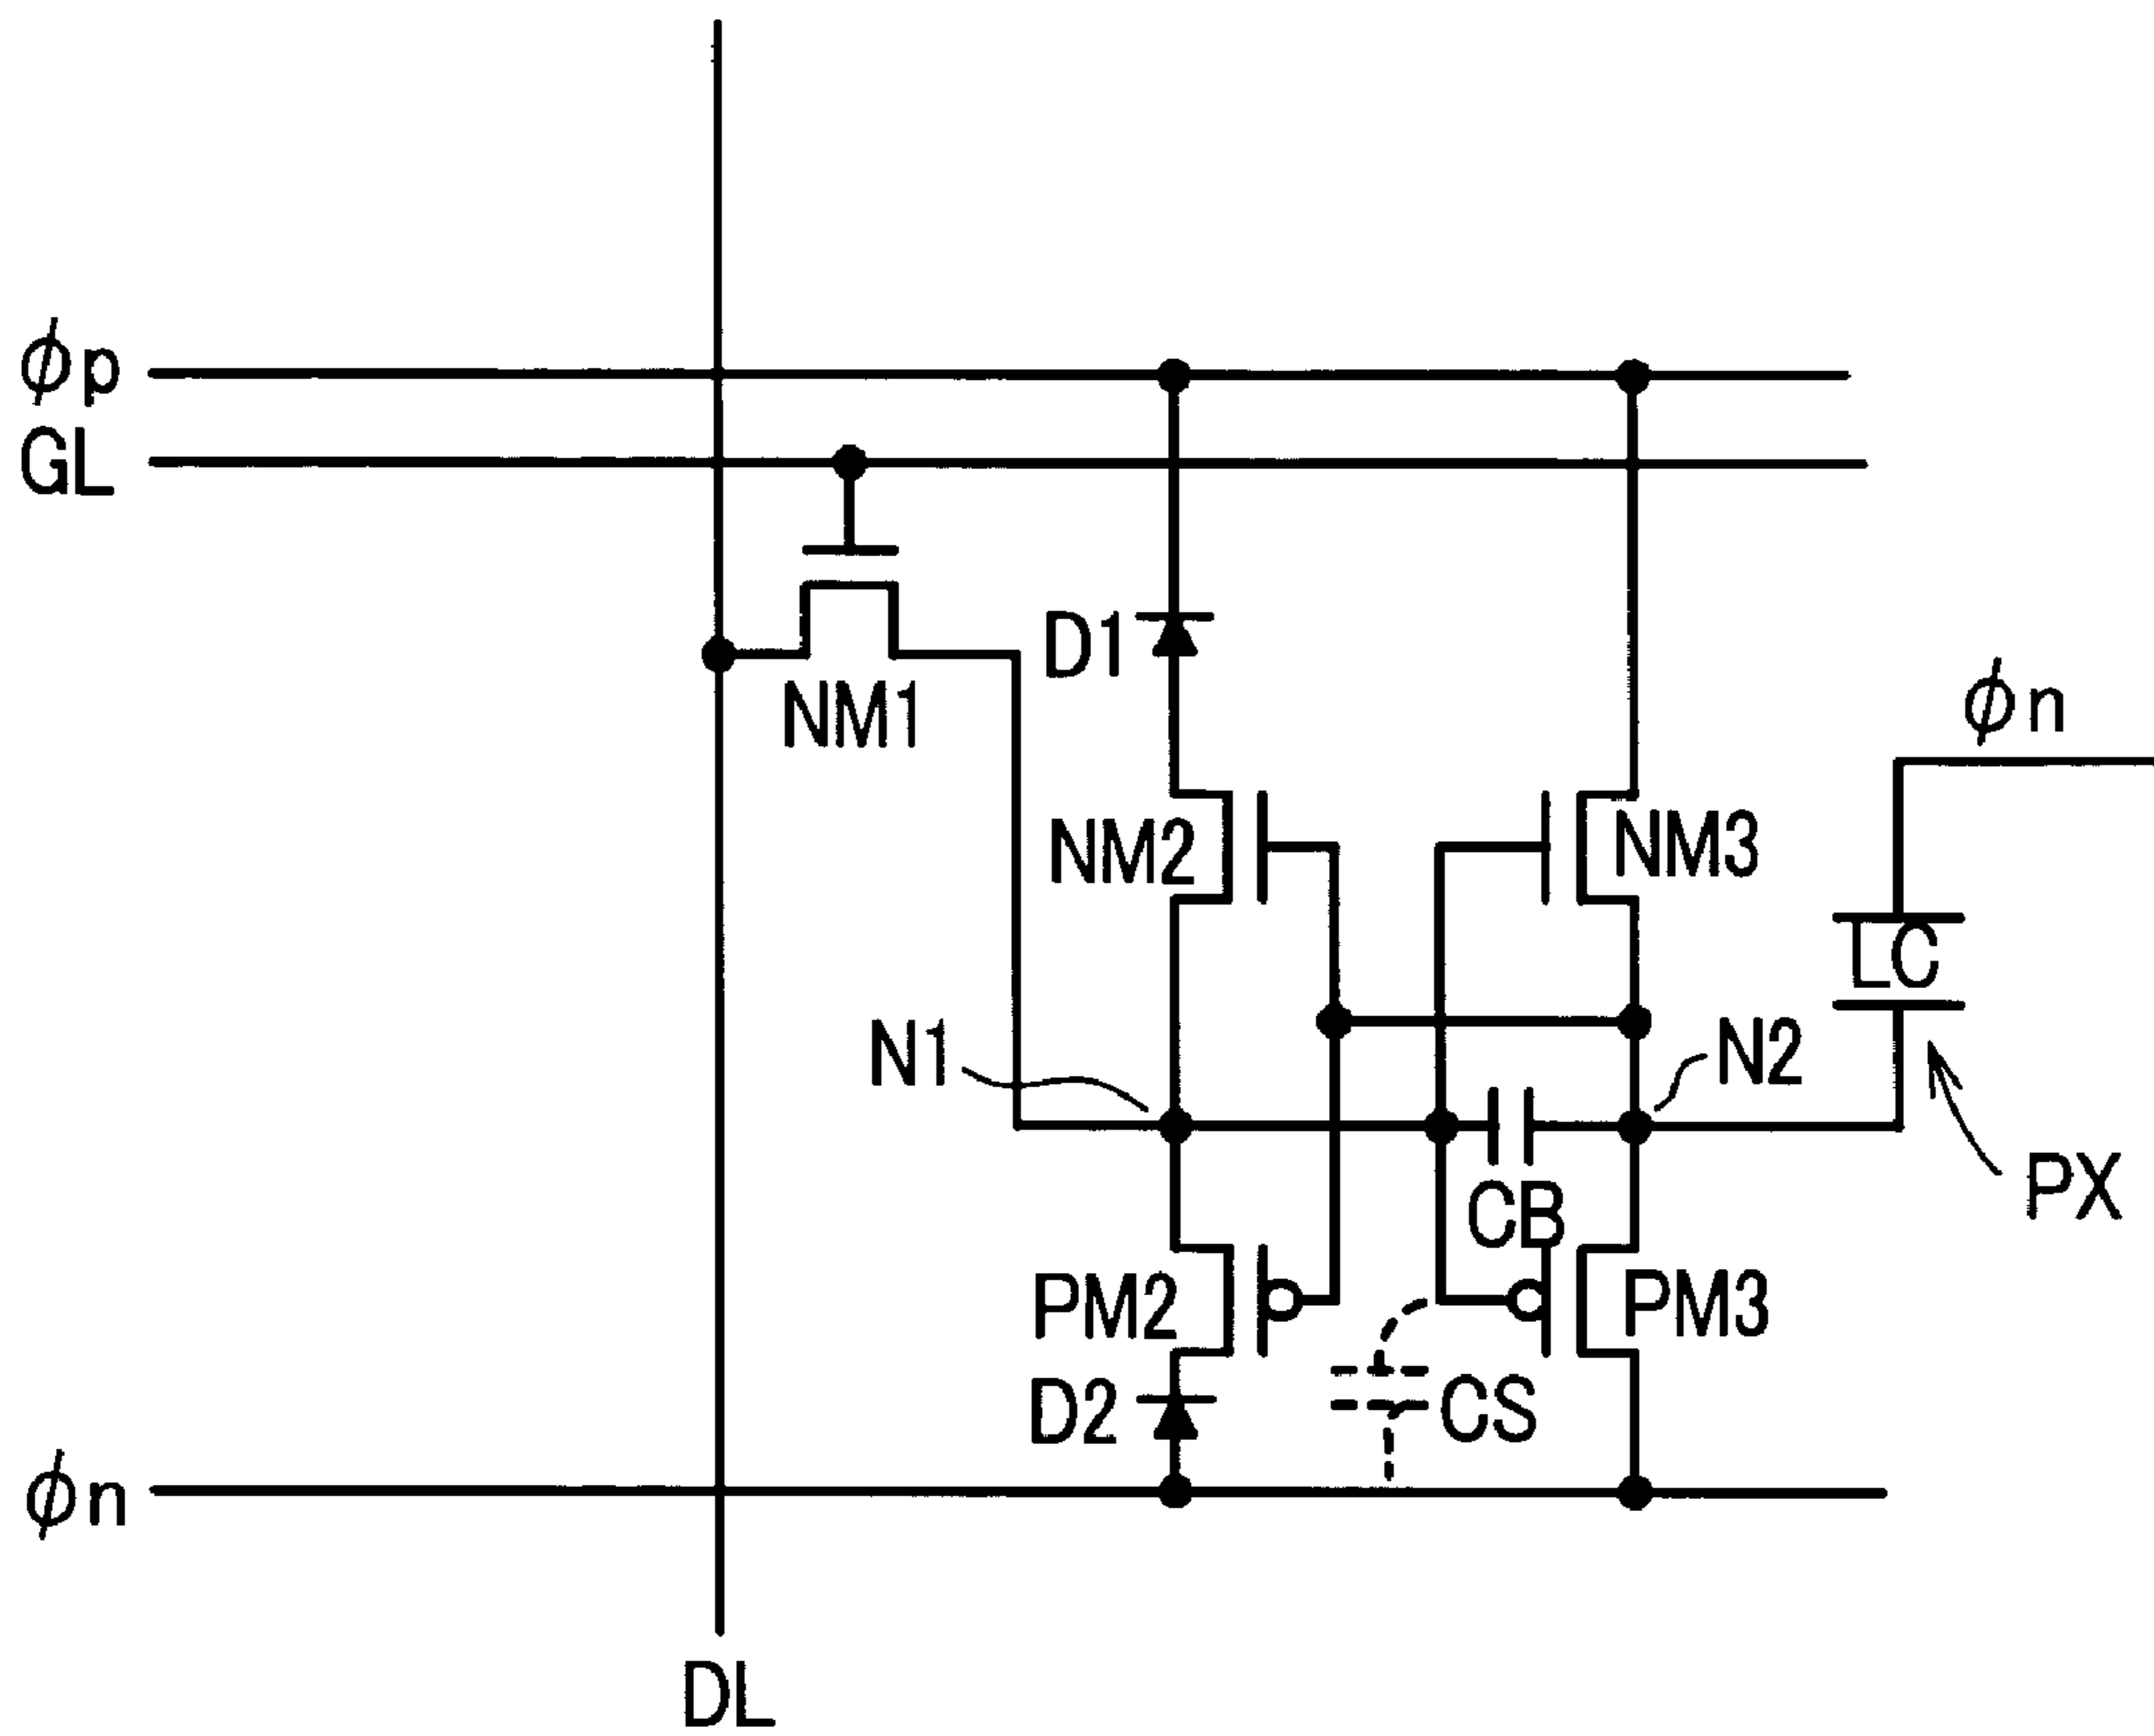 ϕp
GL
D1
NM1
ϕn
NM2
NM3
LC
N1
N2
PX
CB
PM2
PM3
D2
CS
ϕn
DL